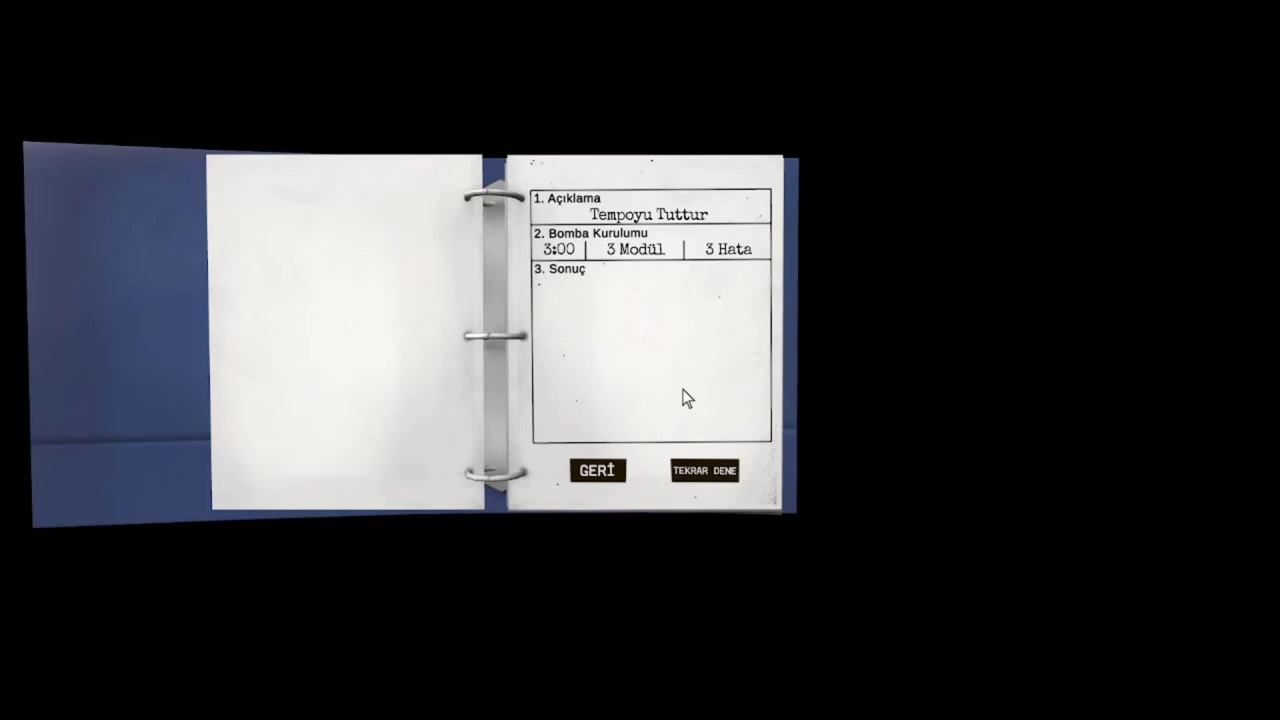 1. Açıklama
Tempoyu Tuttur
2. Bomba Kurulumu
3:00 | 3 Modül | 3 Hata
3. Sonuç
GERİ
TEKRAR DENE